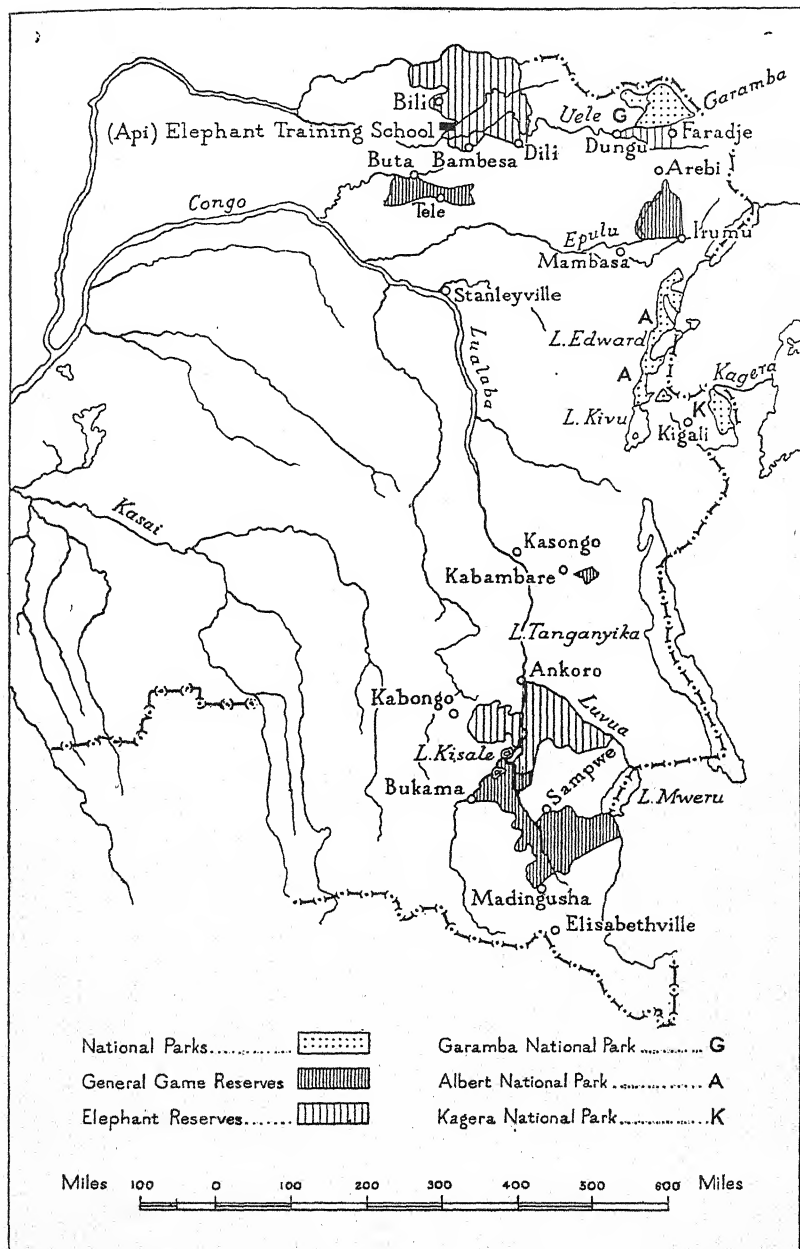 Garamba
Bili
Uele G
(Api) Elephant Training School
Dungu Faradje
Buta Bambesa Dili
Arebi
Congo
Tele
Epulu Irumu
Mambasa
Stanleyville
A
L.Edward
Lualaba
Kagera
A
K
L. Kivu Kigali
Kasai
Kasongo
Kabambare
L.Tanganyika
Ankoro
Kabongo
Luvua
L.Kisale
Sampwe
Bukama
L.Mweru
Madingusha
Elisabethville
National Parks
General Game Reserves
Elephant Reserves
Garamba National Park G
Albert National Park A
Kagera National Park K
Miles 100 0 100 200 300 400 500 600 Miles